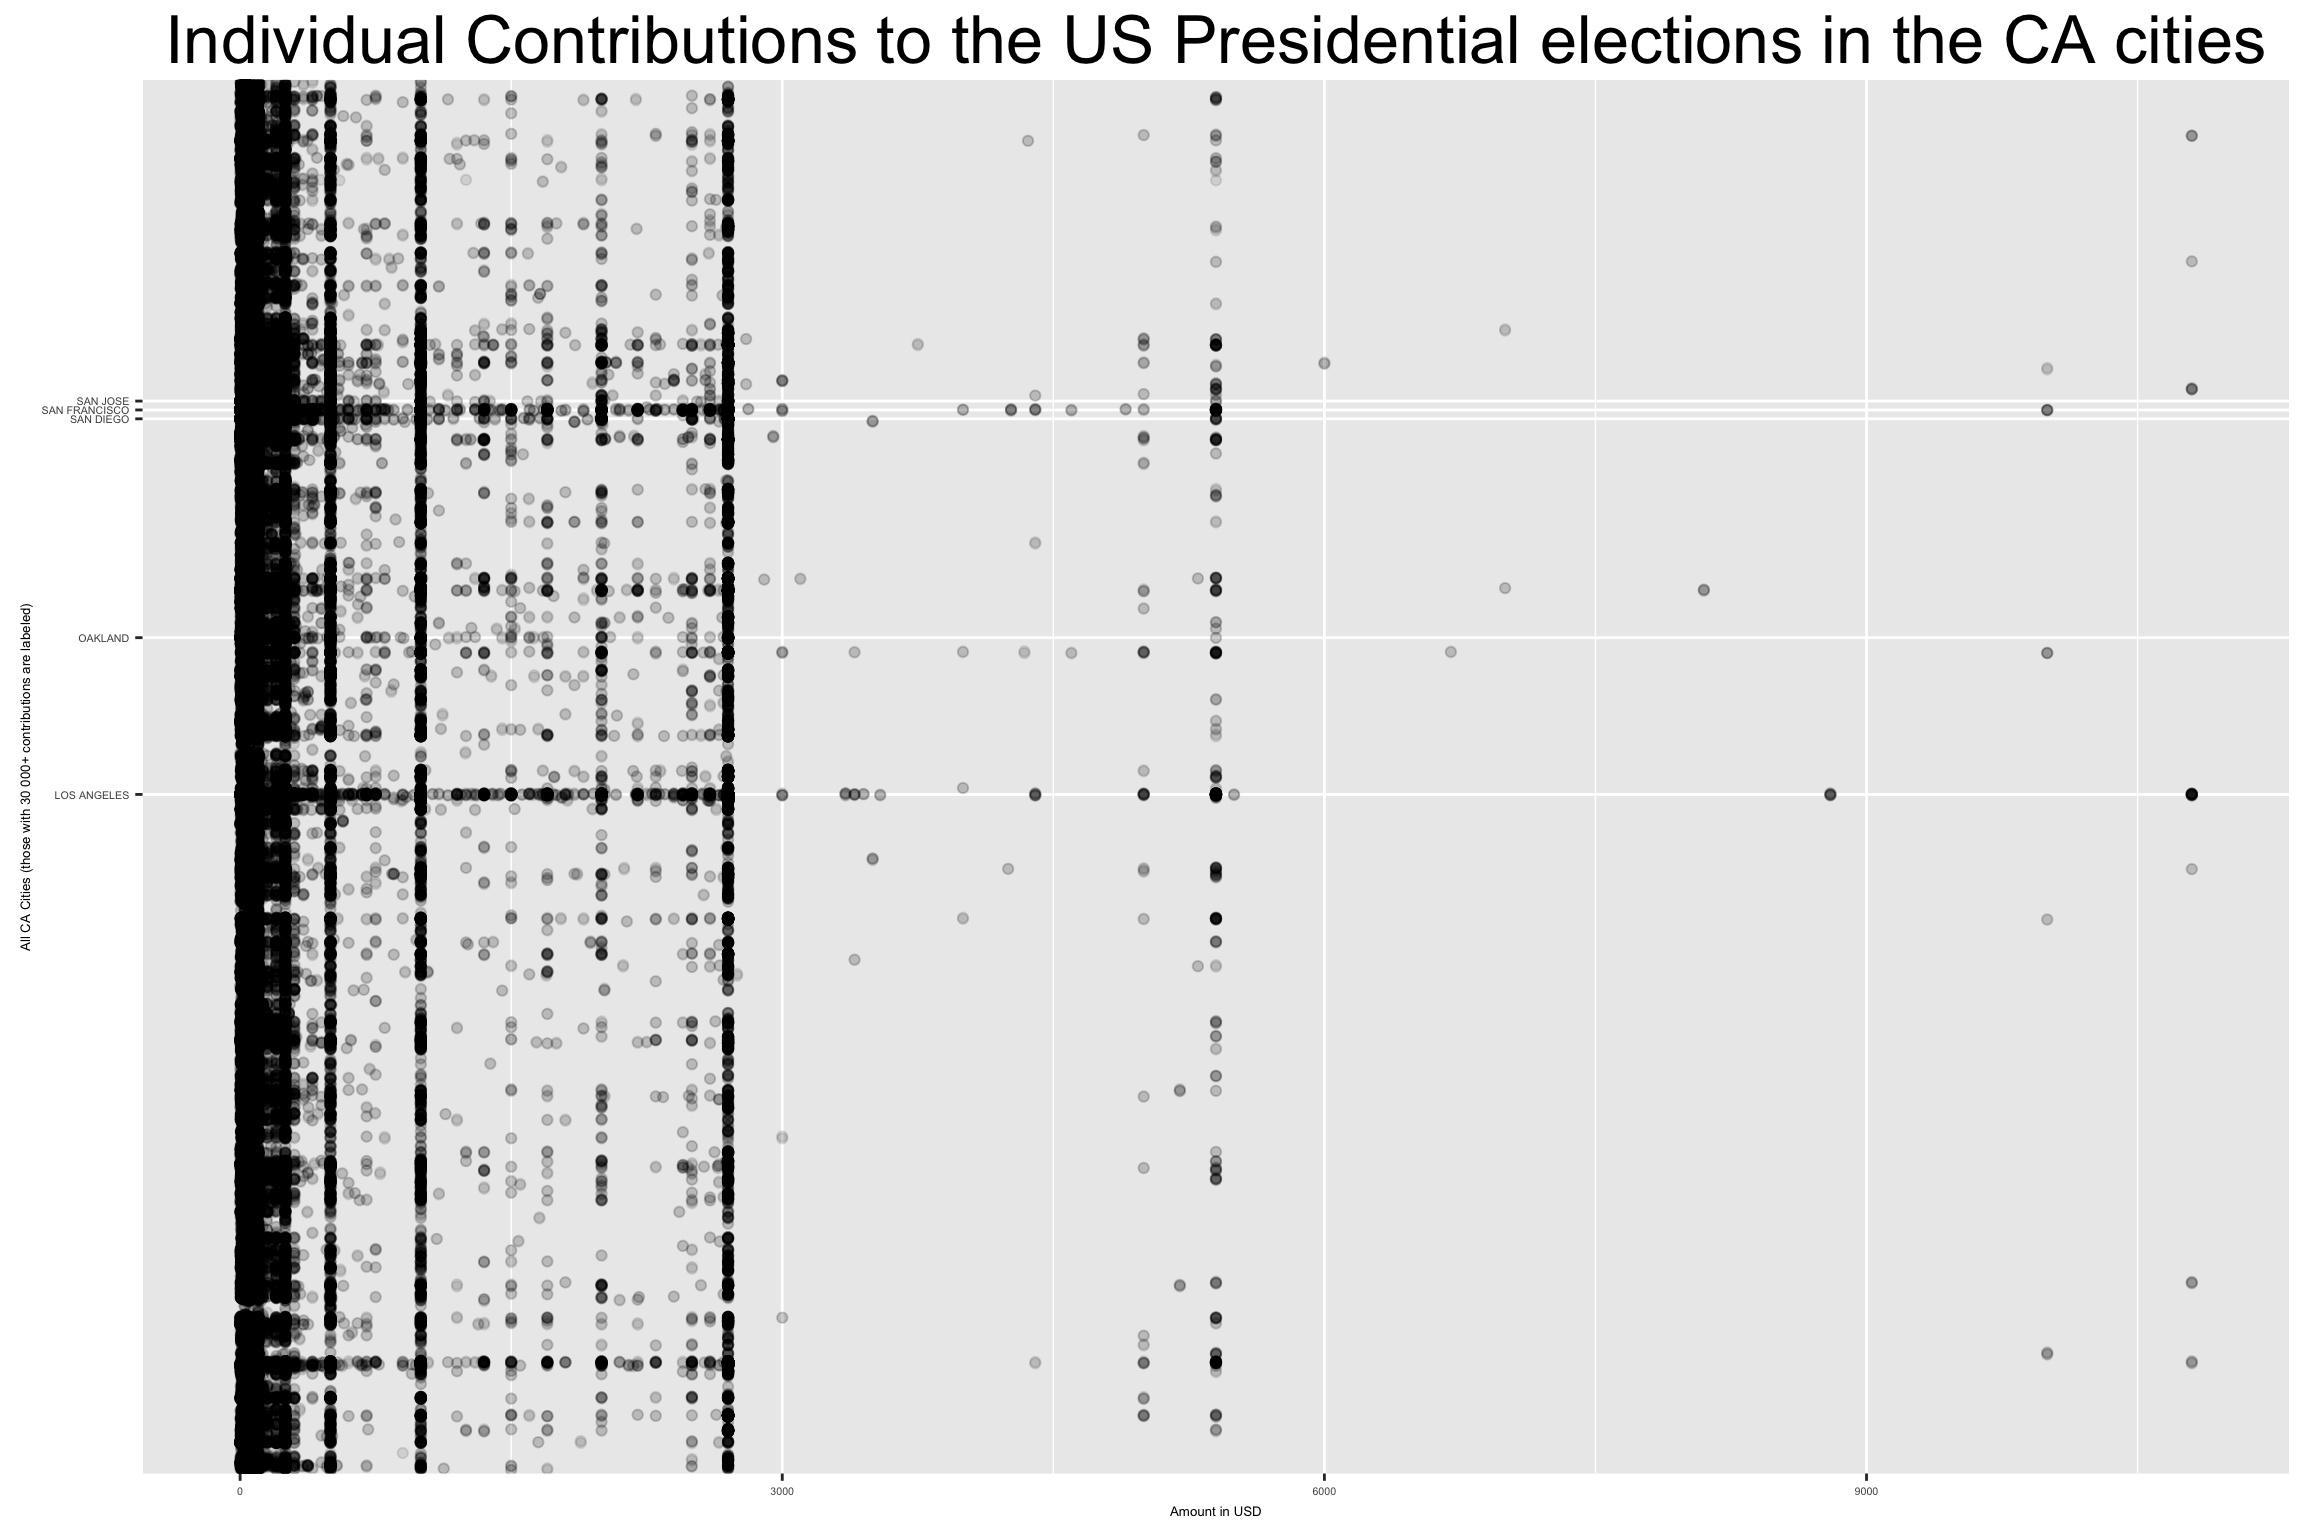 Individual Contributions to the US Presidential elections in the CA cities
SAN JOSE
SAN FRANCISCO
SAN DIEGO
OAKLAND
LOS ANGELES
All CA Cities (those with 30 000+ contributions are labeled)
0 3000 6000 9000
Amount in USD